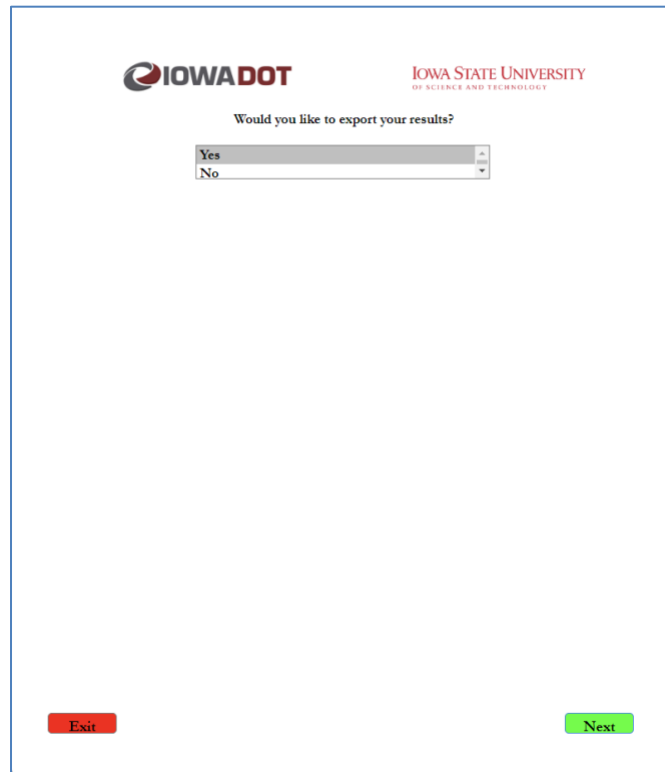 IOWADOT
IOWA STATE UNIVERSITY
OF SCIENCE AND TECHNOLOGY
Would you like to export your results?
Yes
No
Exit
Next